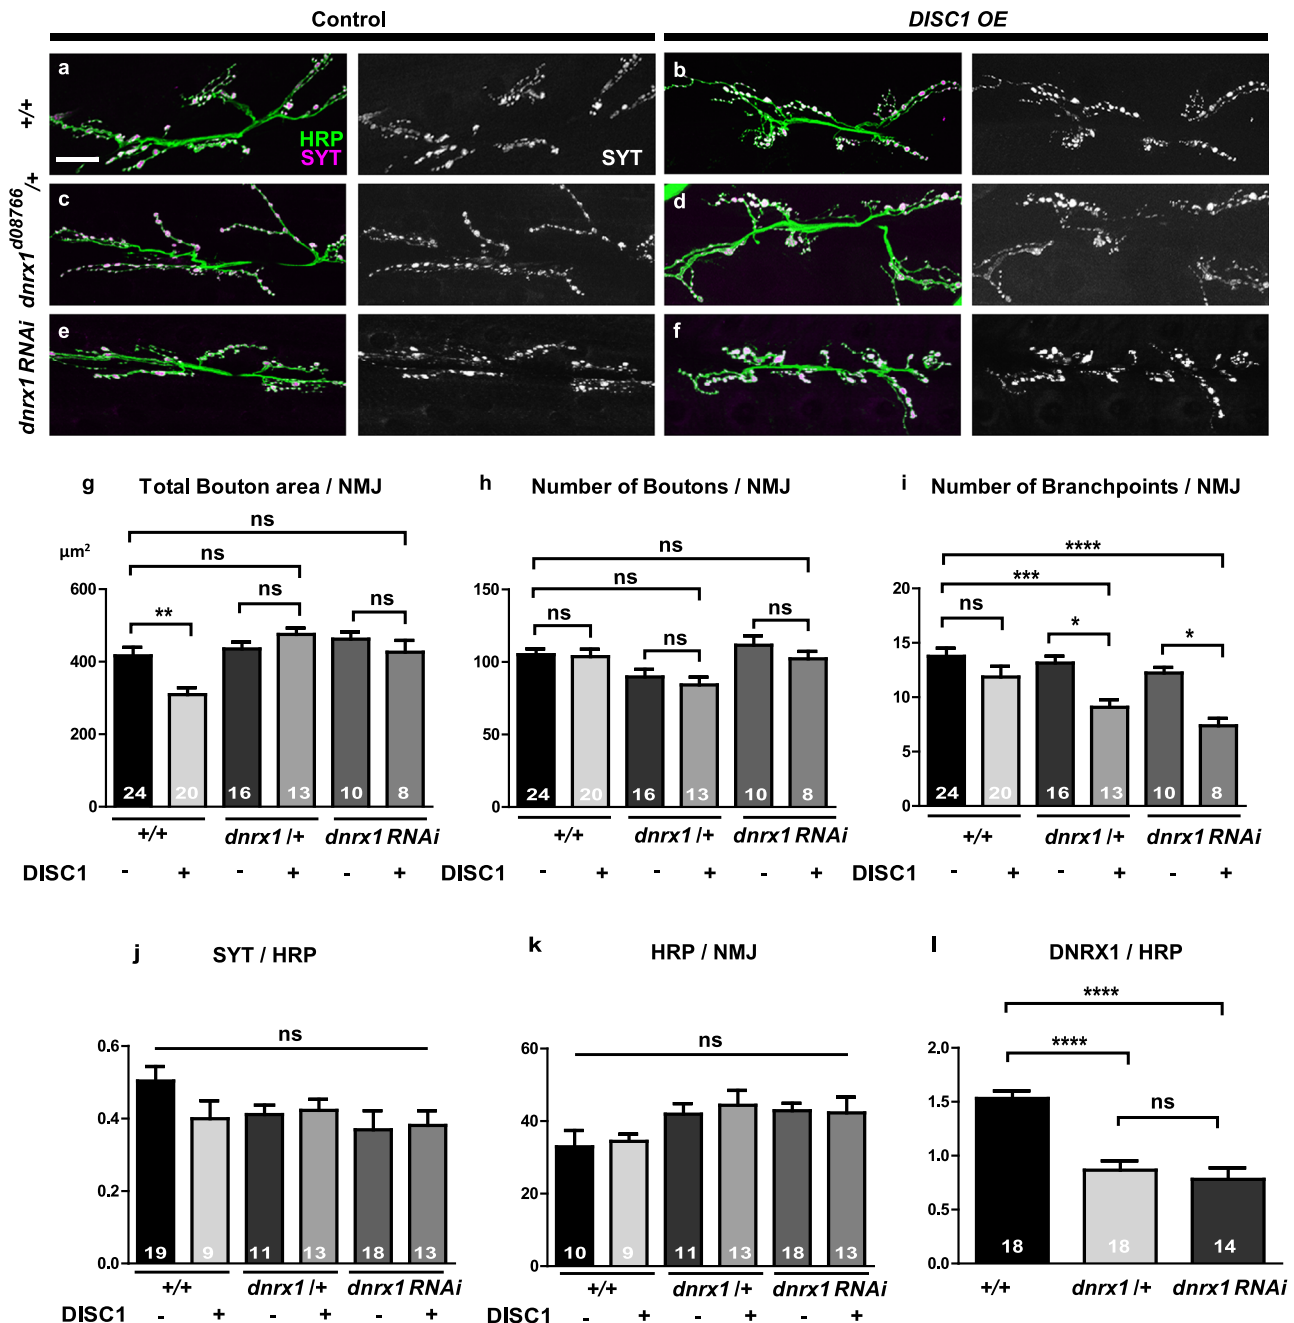 Control
DISC1 OE
+/+
dnrx1^d08766/+
dnrx1 RNAi
a
HRP
SYT
SYT
b
c
d
e
f
g Total Bouton area / NMJ
µm²
ns
ns
**
ns
ns
600
400
200
0
24 20 16 13 10 8
+/+ dnrx1 /+ dnrx1 RNAi
DISC1 - + - + - +
h Number of Boutons / NMJ
ns
ns
ns
ns
ns
150
100
50
0
24 20 16 13 10 8
+/+ dnrx1 /+ dnrx1 RNAi
DISC1 - + - + - +
i Number of Branchpoints / NMJ
****
***
ns
*
*
20
15
10
5
0
24 20 16 13 10 8
+/+ dnrx1 /+ dnrx1 RNAi
DISC1 - + - + - +
j SYT / HRP
ns
0.6
0.4
0.2
0.0
19 9 11 13 18 13
+/+ dnrx1 /+ dnrx1 RNAi
DISC1 - + - + - +
k HRP / NMJ
ns
60
40
20
0
10 9 11 13 18 13
+/+ dnrx1 /+ dnrx1 RNAi
DISC1 - + - + - +
l DNRX1 / HRP
****
****
ns
2.0
1.5
1.0
0.5
0.0
18 18 14
+/+ dnrx1 /+ dnrx1 RNAi